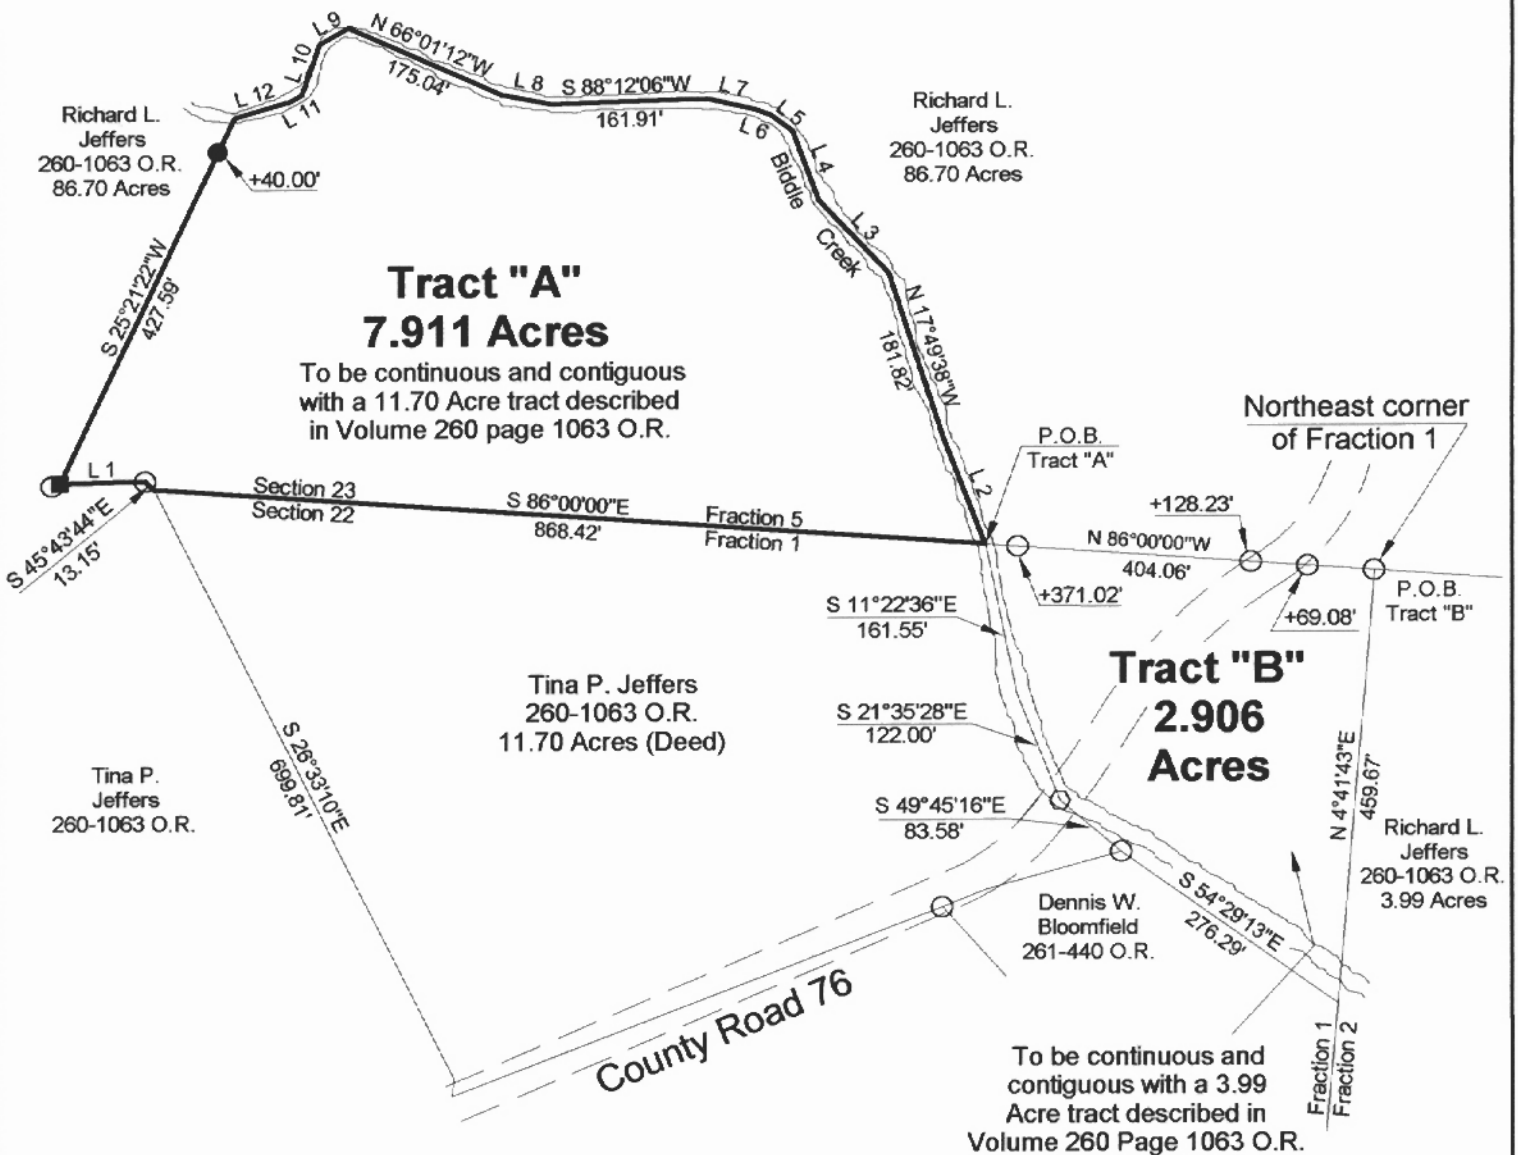 L 9
N 66°01'12"W
175.04'
L 10
L 8
S 88°12'06"W
161.91'
L 7
L 5
L 6
L 12
L 11
L 4
Richard L.
Jeffers
260-1063 O.R.
86.70 Acres
+40.00'
Richard L.
Jeffers
260-1063 O.R.
86.70 Acres
Biddle
Creek
L 3
S 25°21'22"W
427.59'
Tract "A"
7.911 Acres
To be continuous and contiguous
with a 11.70 Acre tract described
in Volume 260 page 1063 O.R.
N 17°49'38"W
181.82'
L 2
Northeast corner
of Fraction 1
P.O.B.
Tract "A"
L 1
Section 23
Section 22
S 86°00'00"E
868.42'
Fraction 5
Fraction 1
+128.23'
N 86°00'00"W
404.06'
S 45°43'44"E
13.15'
+371.02'
+69.08'
P.O.B.
Tract "B"
S 11°22'36"E
161.55'
Tract "B"
2.906
Acres
Tina P. Jeffers
260-1063 O.R.
11.70 Acres (Deed)
S 21°35'28"E
122.00'
S 26°33'10"E
699.81'
Tina P.
Jeffers
260-1063 O.R.
S 49°45'16"E
83.58'
N 4°41'43"E
459.67'
Richard L.
Jeffers
260-1063 O.R.
3.99 Acres
Dennis W.
Bloomfield
261-440 O.R.
S 54°29'13"E
276.29'
County Road 76
To be continuous and
contiguous with a 3.99
Acre tract described in
Volume 260 Page 1063 O.R.
Fraction 1
Fraction 2